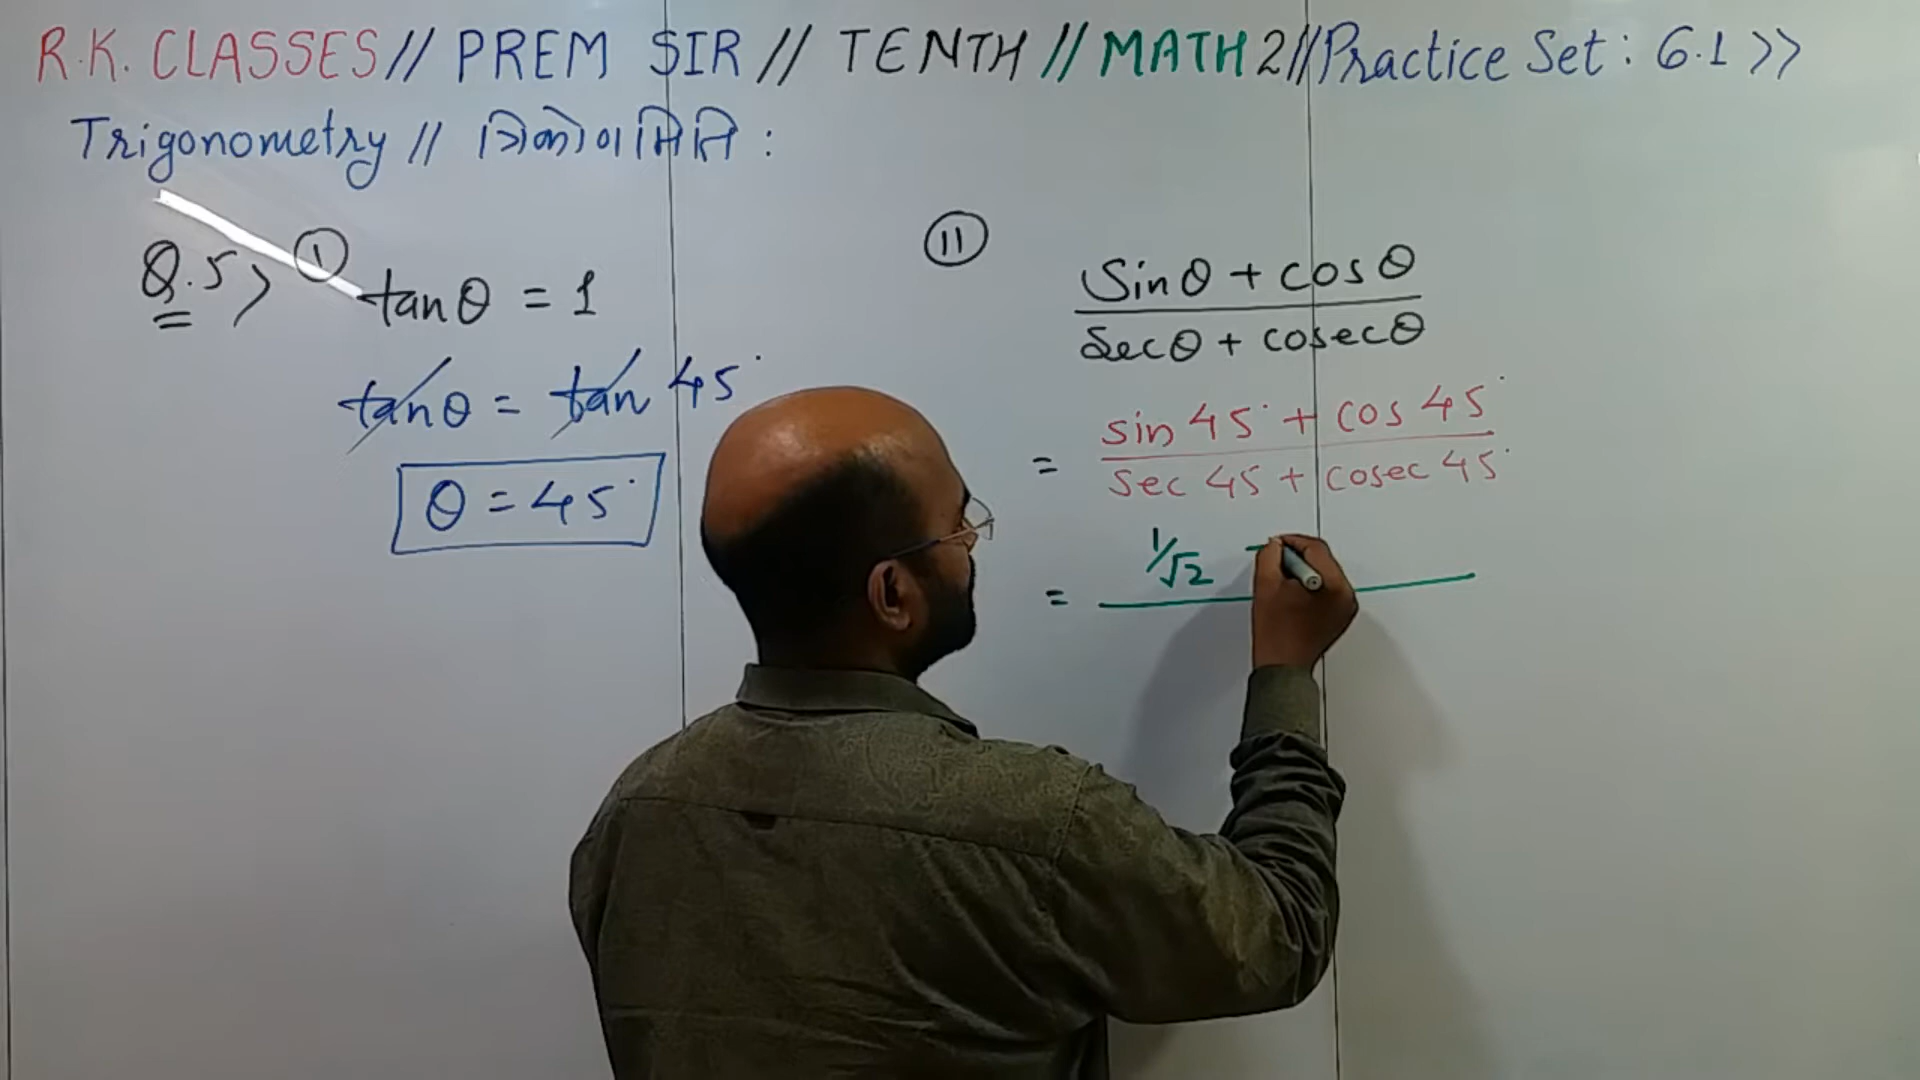 R.K. CLASSES // PREM SIR // TENTH // MATH 2 // Practice Set : 6.1 >>
Trigonometry // त्रिकोणमिति :
Q.5> ① tanθ = 1
tanθ = tan 45°
θ = 45°
⑪ Sinθ + cosθ / Secθ + cosecθ
= sin 45° + cos 45° / sec 45 + cosec 45°
= 1/√2